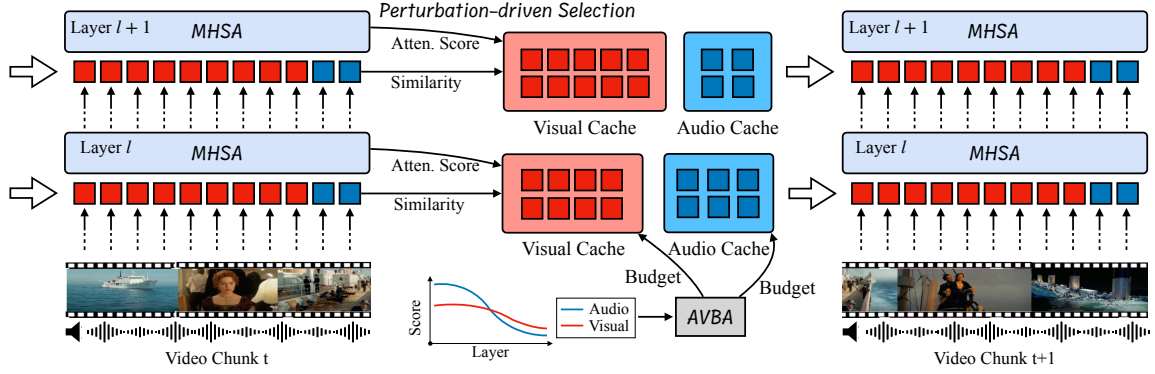 Perturbation-driven Selection
Layer l + 1
MHSA
Atten. Score
Similarity
Visual Cache
Audio Cache
Layer l + 1
MHSA
Layer l
MHSA
Atten. Score
Similarity
Visual Cache
Audio Cache
Layer l
MHSA
Budget
Budget
Score
Layer
Audio
Visual
AVBA
Video Chunk t
Video Chunk t+1